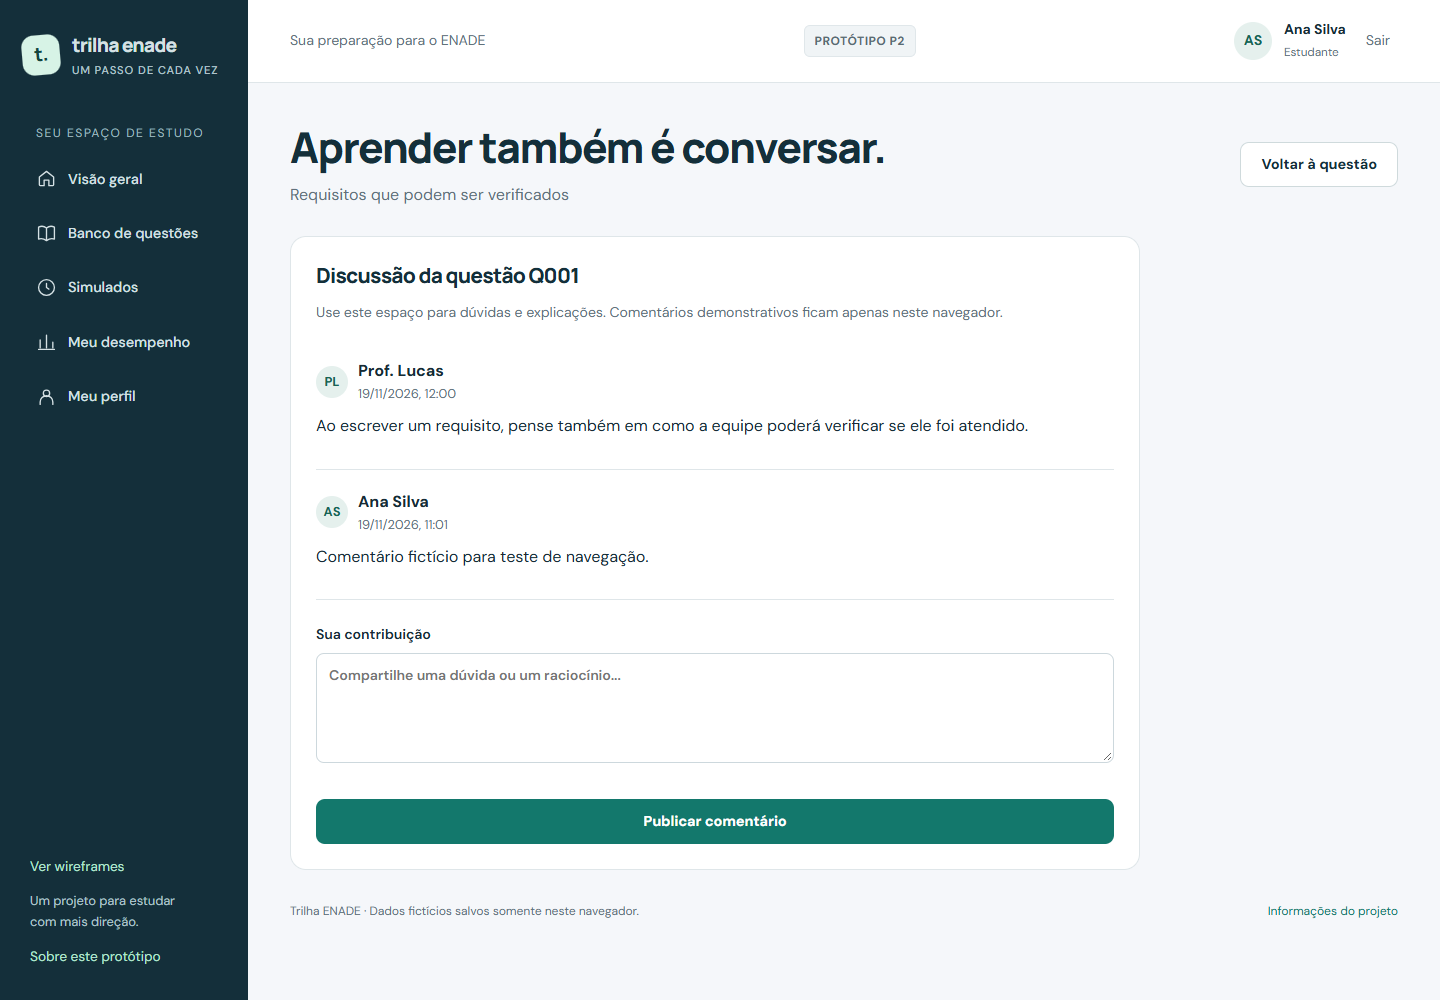 t.
trilha enade
UM PASSO DE CADA VEZ
SEU ESPAÇO DE ESTUDO
Visão geral
Banco de questões
Simulados
Meu desempenho
Meu perfil
Ver wireframes
Um projeto para estudar
com mais direção.
Sobre este protótipo
Sua preparação para o ENADE
PROTÓTIPO P2
AS
Ana Silva
Estudante
Sair
Aprender também é conversar.
Requisitos que podem ser verificados
Voltar à questão
Discussão da questão Q001
Use este espaço para dúvidas e explicações. Comentários demonstrativos ficam apenas neste navegador.
PL
Prof. Lucas
19/11/2026, 12:00
Ao escrever um requisito, pense também em como a equipe poderá verificar se ele foi atendido.
AS
Ana Silva
19/11/2026, 11:01
Comentário fictício para teste de navegação.
Sua contribuição
Compartilhe uma dúvida ou um raciocínio...
Publicar comentário
Trilha ENADE · Dados fictícios salvos somente neste navegador.
Informações do projeto